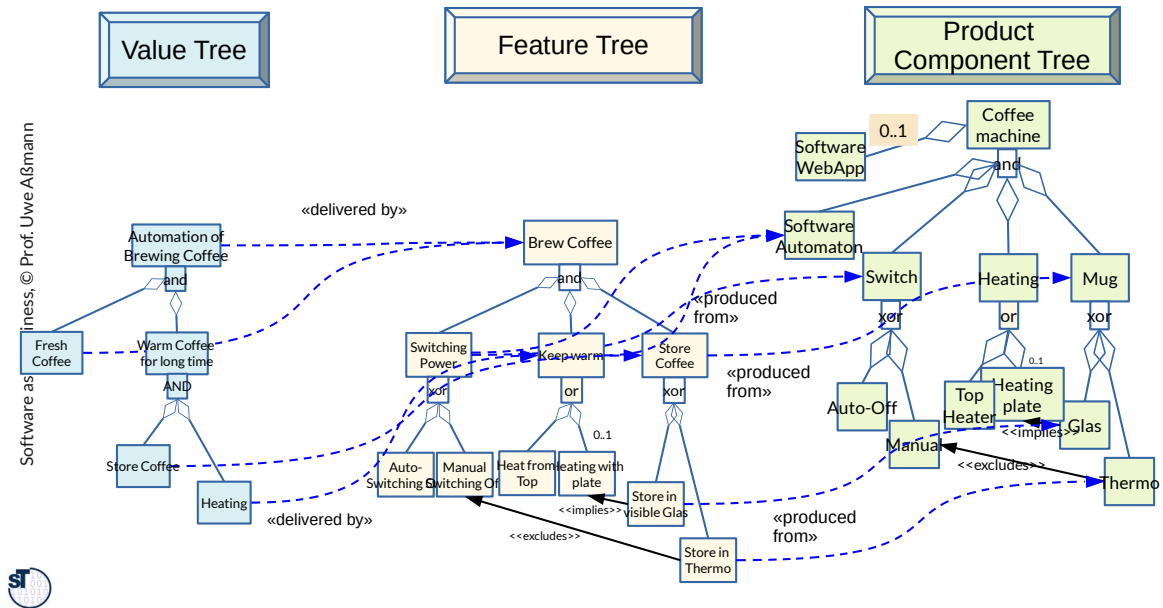 Value Tree
Feature Tree
Product
Component Tree
Coffee
machine
0..1
Software
WebApp
and
«delivered by»
Automation of
Brewing Coffee
and
Brew Coffee
and
Software
Automaton
Switch
Heating
Mug
«produced
from»
xor
or
xor
Fresh
Coffee
Warm Coffee
for long time
AND
Switching
Power
Keep warm
Store
Coffee
xor
or
xor
«produced
from»
0..1
Auto-Off
Top
Heater
Heating
plate
Glas
<<implies>>
Manual
<<excludes>>
Thermo
Store Coffee
Heating
«delivered by»
Auto-
Switching O
Manual
Switching Of
Heat from
Top
0..1
eating with
plate
<<implies>>
Store in
visible Glas
<<excludes>>
«produced
from»
Store in
Thermo
Software as
iness, © Prof. Uwe Aßmann
ST